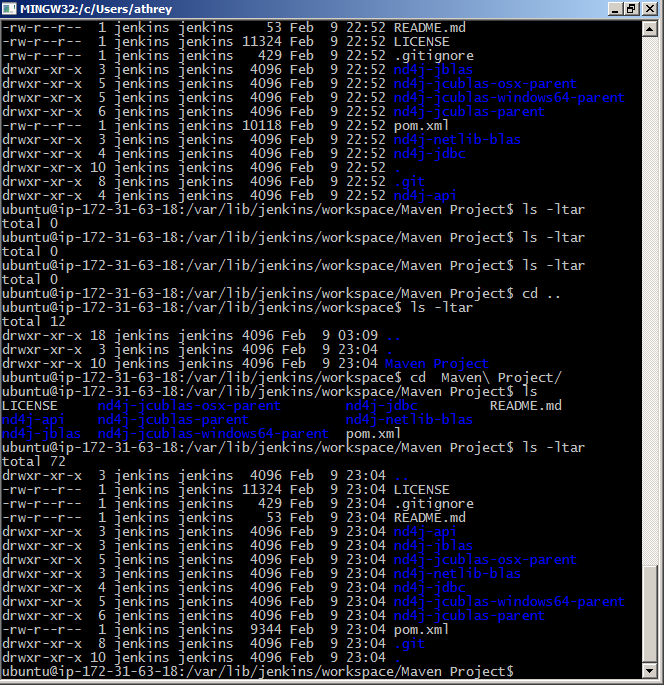 MINGW32:/c/Users/athrey
-rw-r--r--  1 jenkins jenkins    53 Feb  9 22:52 README.md
-rw-r--r--  1 jenkins jenkins 11324 Feb  9 22:52 LICENSE
-rw-r--r--  1 jenkins jenkins   429 Feb  9 22:52 .gitignore
drwxr-xr-x  3 jenkins jenkins  4096 Feb  9 22:52 nd4j-jblas
drwxr-xr-x  5 jenkins jenkins  4096 Feb  9 22:52 nd4j-jcublas-osx-parent
drwxr-xr-x  5 jenkins jenkins  4096 Feb  9 22:52 nd4j-jcublas-windows64-parent
drwxr-xr-x  6 jenkins jenkins  4096 Feb  9 22:52 nd4j-jcublas-parent
-rw-r--r--  1 jenkins jenkins 10118 Feb  9 22:52 pom.xml
drwxr-xr-x  3 jenkins jenkins  4096 Feb  9 22:52 nd4j-netlib-blas
drwxr-xr-x  4 jenkins jenkins  4096 Feb  9 22:52 nd4j-jdbc
drwxr-xr-x 10 jenkins jenkins  4096 Feb  9 22:52 .
drwxr-xr-x  8 jenkins jenkins  4096 Feb  9 22:52 .git
drwxr-xr-x  4 jenkins jenkins  4096 Feb  9 22:52 nd4j-api
ubuntu@ip-172-31-63-18:/var/lib/jenkins/workspace/Maven Project$ ls -ltar
total 0
ubuntu@ip-172-31-63-18:/var/lib/jenkins/workspace/Maven Project$ ls -ltar
total 0
ubuntu@ip-172-31-63-18:/var/lib/jenkins/workspace/Maven Project$ ls -ltar
total 0
ubuntu@ip-172-31-63-18:/var/lib/jenkins/workspace/Maven Project$ cd ..
ubuntu@ip-172-31-63-18:/var/lib/jenkins/workspace$ ls -ltar
total 12
drwxr-xr-x 18 jenkins jenkins 4096 Feb  9 03:09 ..
drwxr-xr-x  3 jenkins jenkins 4096 Feb  9 23:04 .
drwxr-xr-x 10 jenkins jenkins 4096 Feb  9 23:04 Maven Project
ubuntu@ip-172-31-63-18:/var/lib/jenkins/workspace$ cd  Maven\ Project/
ubuntu@ip-172-31-63-18:/var/lib/jenkins/workspace/Maven Project$ ls
LICENSE     nd4j-jcublas-osx-parent        nd4j-jdbc         README.md
nd4j-api    nd4j-jcublas-parent            nd4j-netlib-blas
nd4j-jblas  nd4j-jcublas-windows64-parent  pom.xml
ubuntu@ip-172-31-63-18:/var/lib/jenkins/workspace/Maven Project$ ls -ltar
total 72
drwxr-xr-x  3 jenkins jenkins  4096 Feb  9 23:04 ..
-rw-r--r--  1 jenkins jenkins 11324 Feb  9 23:04 LICENSE
-rw-r--r--  1 jenkins jenkins   429 Feb  9 23:04 .gitignore
-rw-r--r--  1 jenkins jenkins    53 Feb  9 23:04 README.md
drwxr-xr-x  4 jenkins jenkins  4096 Feb  9 23:04 nd4j-api
drwxr-xr-x  3 jenkins jenkins  4096 Feb  9 23:04 nd4j-jblas
drwxr-xr-x  5 jenkins jenkins  4096 Feb  9 23:04 nd4j-jcublas-osx-parent
drwxr-xr-x  3 jenkins jenkins  4096 Feb  9 23:04 nd4j-netlib-blas
drwxr-xr-x  4 jenkins jenkins  4096 Feb  9 23:04 nd4j-jdbc
drwxr-xr-x  5 jenkins jenkins  4096 Feb  9 23:04 nd4j-jcublas-windows64-parent
drwxr-xr-x  6 jenkins jenkins  4096 Feb  9 23:04 nd4j-jcublas-parent
-rw-r--r--  1 jenkins jenkins  9344 Feb  9 23:04 pom.xml
drwxr-xr-x  8 jenkins jenkins  4096 Feb  9 23:04 .git
drwxr-xr-x 10 jenkins jenkins  4096 Feb  9 23:04 .
ubuntu@ip-172-31-63-18:/var/lib/jenkins/workspace/Maven Project$